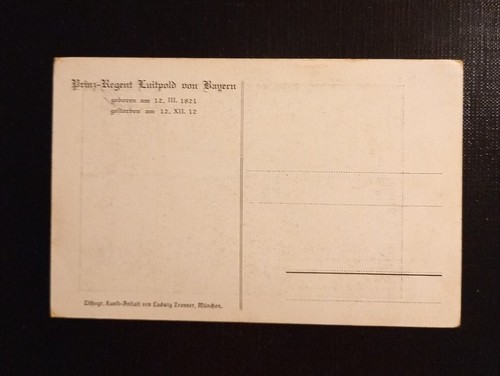 Prinz-Regent Luitpold von Bayern
geboren am 12. III. 1821
gestorben am 12. XII. 12
Lithogr. Kunst-Anstalt von Ludwig Troner, München.